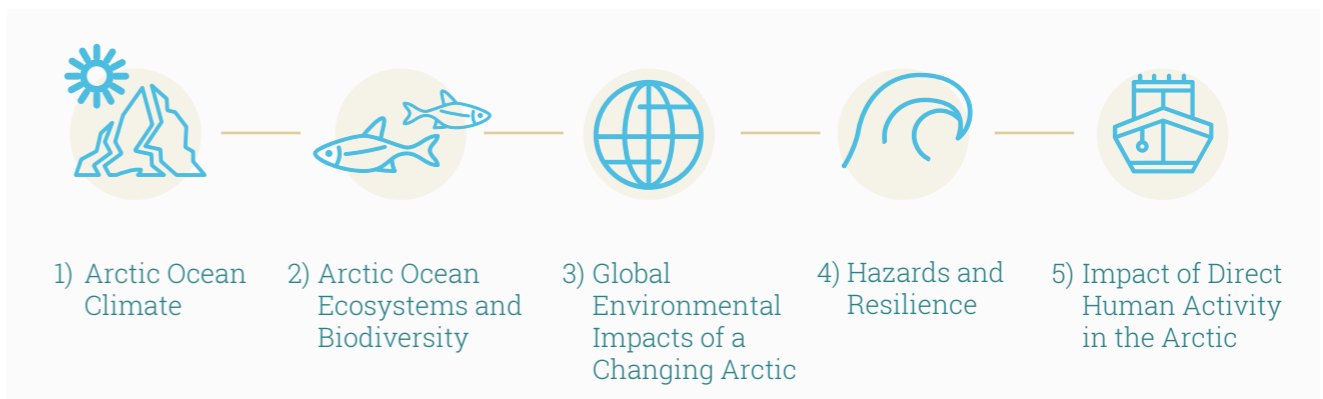 1) Arctic Ocean
Climate
2) Arctic Ocean
Ecosystems and
Biodiversity
3) Global
Environmental
Impacts of a
Changing Arctic
4) Hazards and
Resilience
5) Impact of Direct
Human Activity
in the Arctic